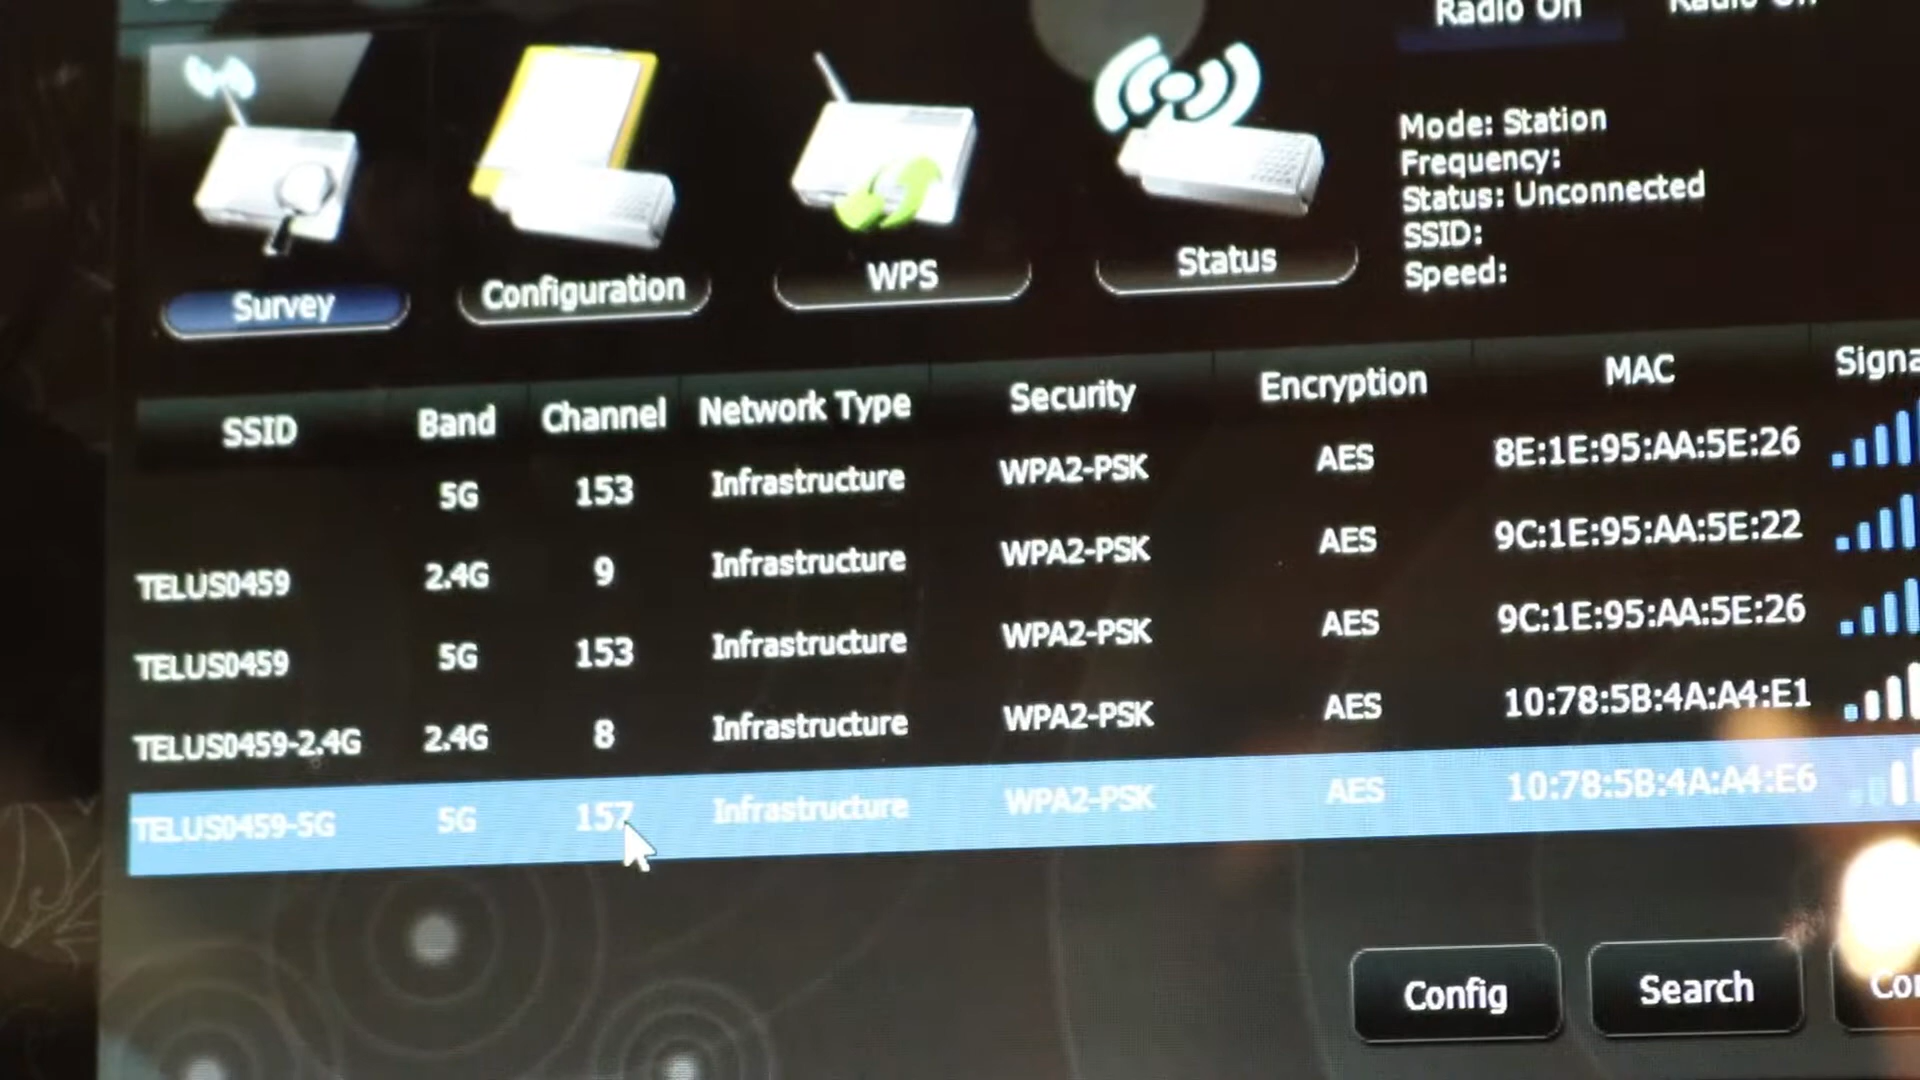 Radio On
Survey
Configuration
WPS
Status
Mode: Station
Frequency:
Status: Unconnected
SSID:
Speed:
SSID Band Channel Network Type Security Encryption MAC
5G 153 Infrastructure WPA2-PSK AES 8E:1E:95:AA:5E:26
TELUS0459 2.4G 9 Infrastructure WPA2-PSK AES 9C:1E:95:AA:5E:22
TELUS0459 5G 153 Infrastructure WPA2-PSK AES 9C:1E:95:AA:5E:26
TELUS0459-2.4G 2.4G 8 Infrastructure WPA2-PSK AES 10:78:5B:4A:A4:E1
TELUS0459-5G 5G 157 Infrastructure WPA2-PSK AES 10:78:5B:4A:A4:E6
Config
Search